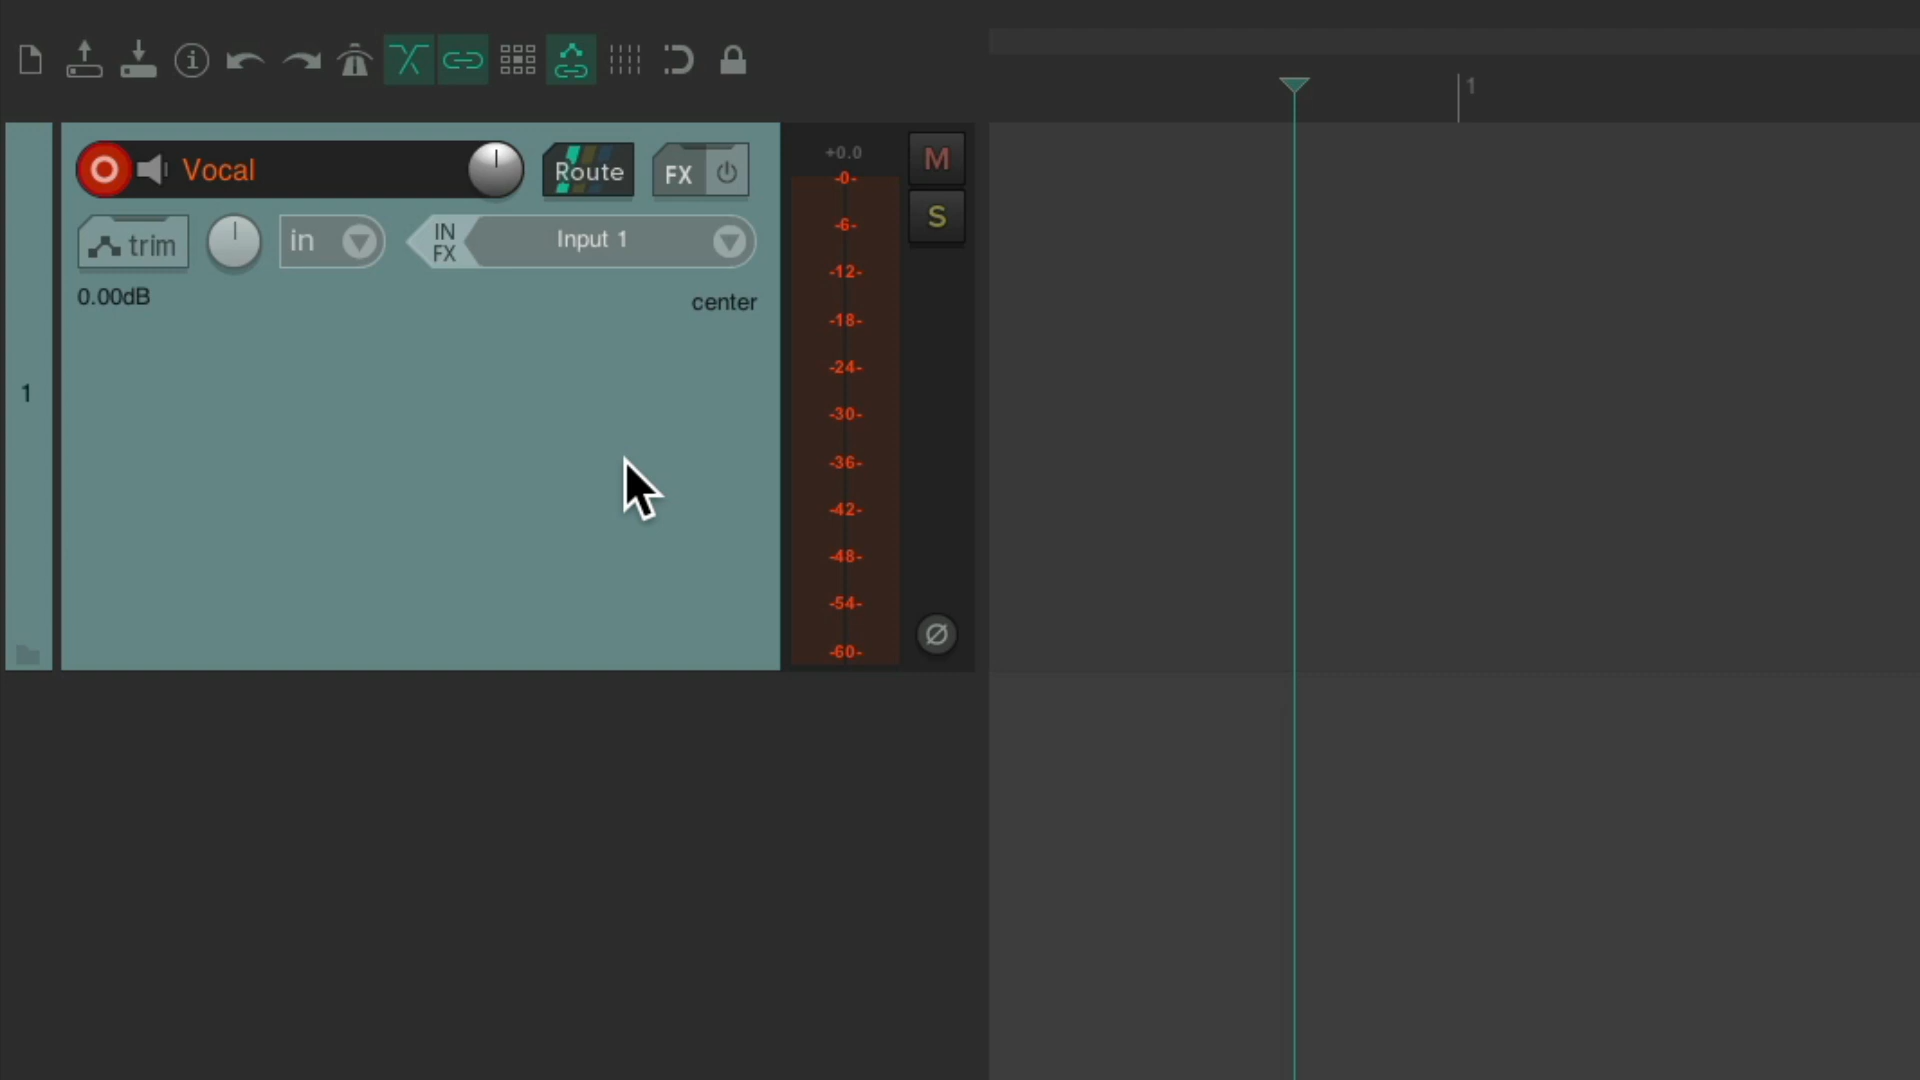 1
Vocal
Route
FX
+0.0
M
trim
in
IN
FX
Input 1
S
0.00dB
center
-0-
-6-
-12-
-18-
-24-
-30-
-36-
-42-
-48-
-54-
-60-
1